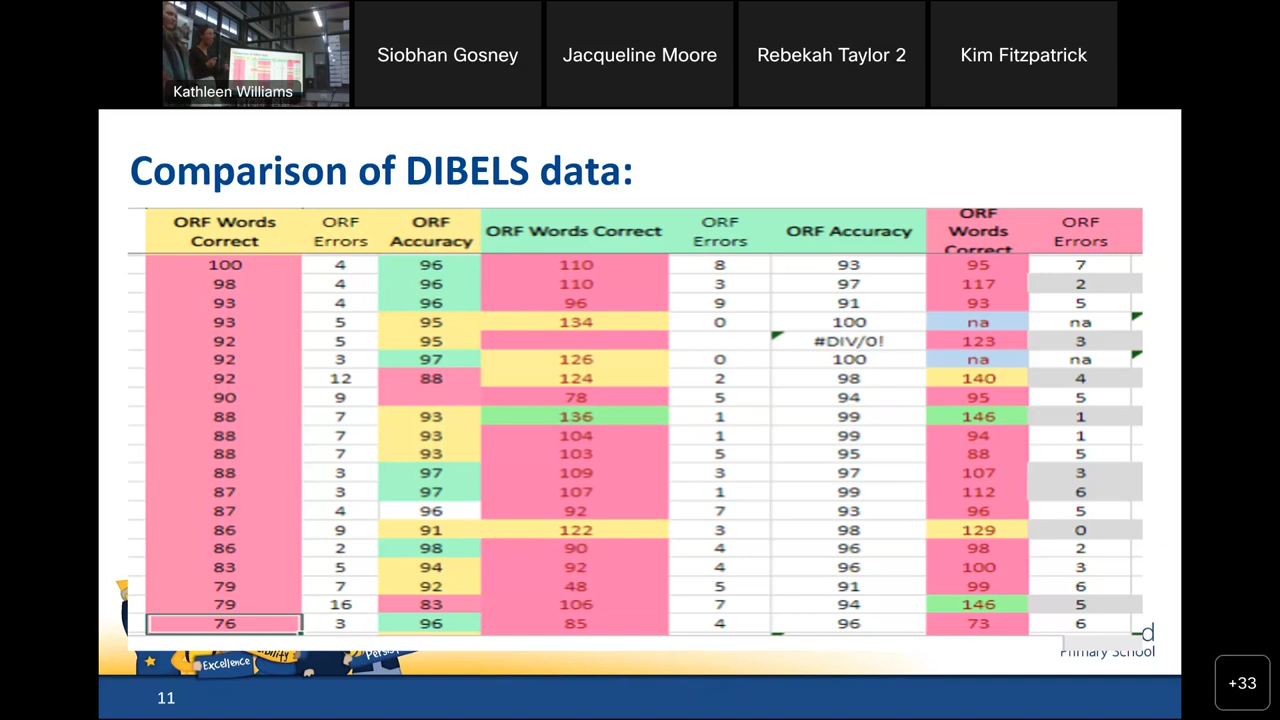 Kathleen Williams
Siobhan Gosney
Jacqueline Moore
Rebekah Taylor 2
Kim Fitzpatrick
Comparison of DIBELS data:
ORF Words Correct ORF Errors ORF Accuracy ORF Words Correct ORF Errors ORF Accuracy ORF Words Correct ORF Errors
100 4 96 110 8 93 95 7
98 4 96 110 3 97 117 2
93 4 96 96 9 91 93 5
93 5 95 134 0 100 na na
92 5 95 #DIV/0! 123 3
92 3 97 126 0 100 na na
92 12 88 124 2 98 140 4
90 9 78 5 94 95 5
88 7 93 136 1 99 146 1
88 7 93 104 1 99 94 1
88 7 93 103 5 95 88 5
88 3 97 109 3 97 107 3
87 3 97 107 1 99 112 6
87 4 96 92 7 93 96 5
86 9 91 122 3 98 129 0
86 2 98 90 4 96 98 2
83 5 94 92 4 96 100 3
79 7 92 48 5 91 99 6
79 16 83 106 7 94 146 5
76 3 96 85 4 96 73 6
Excellence
d
Primary School
11
+33